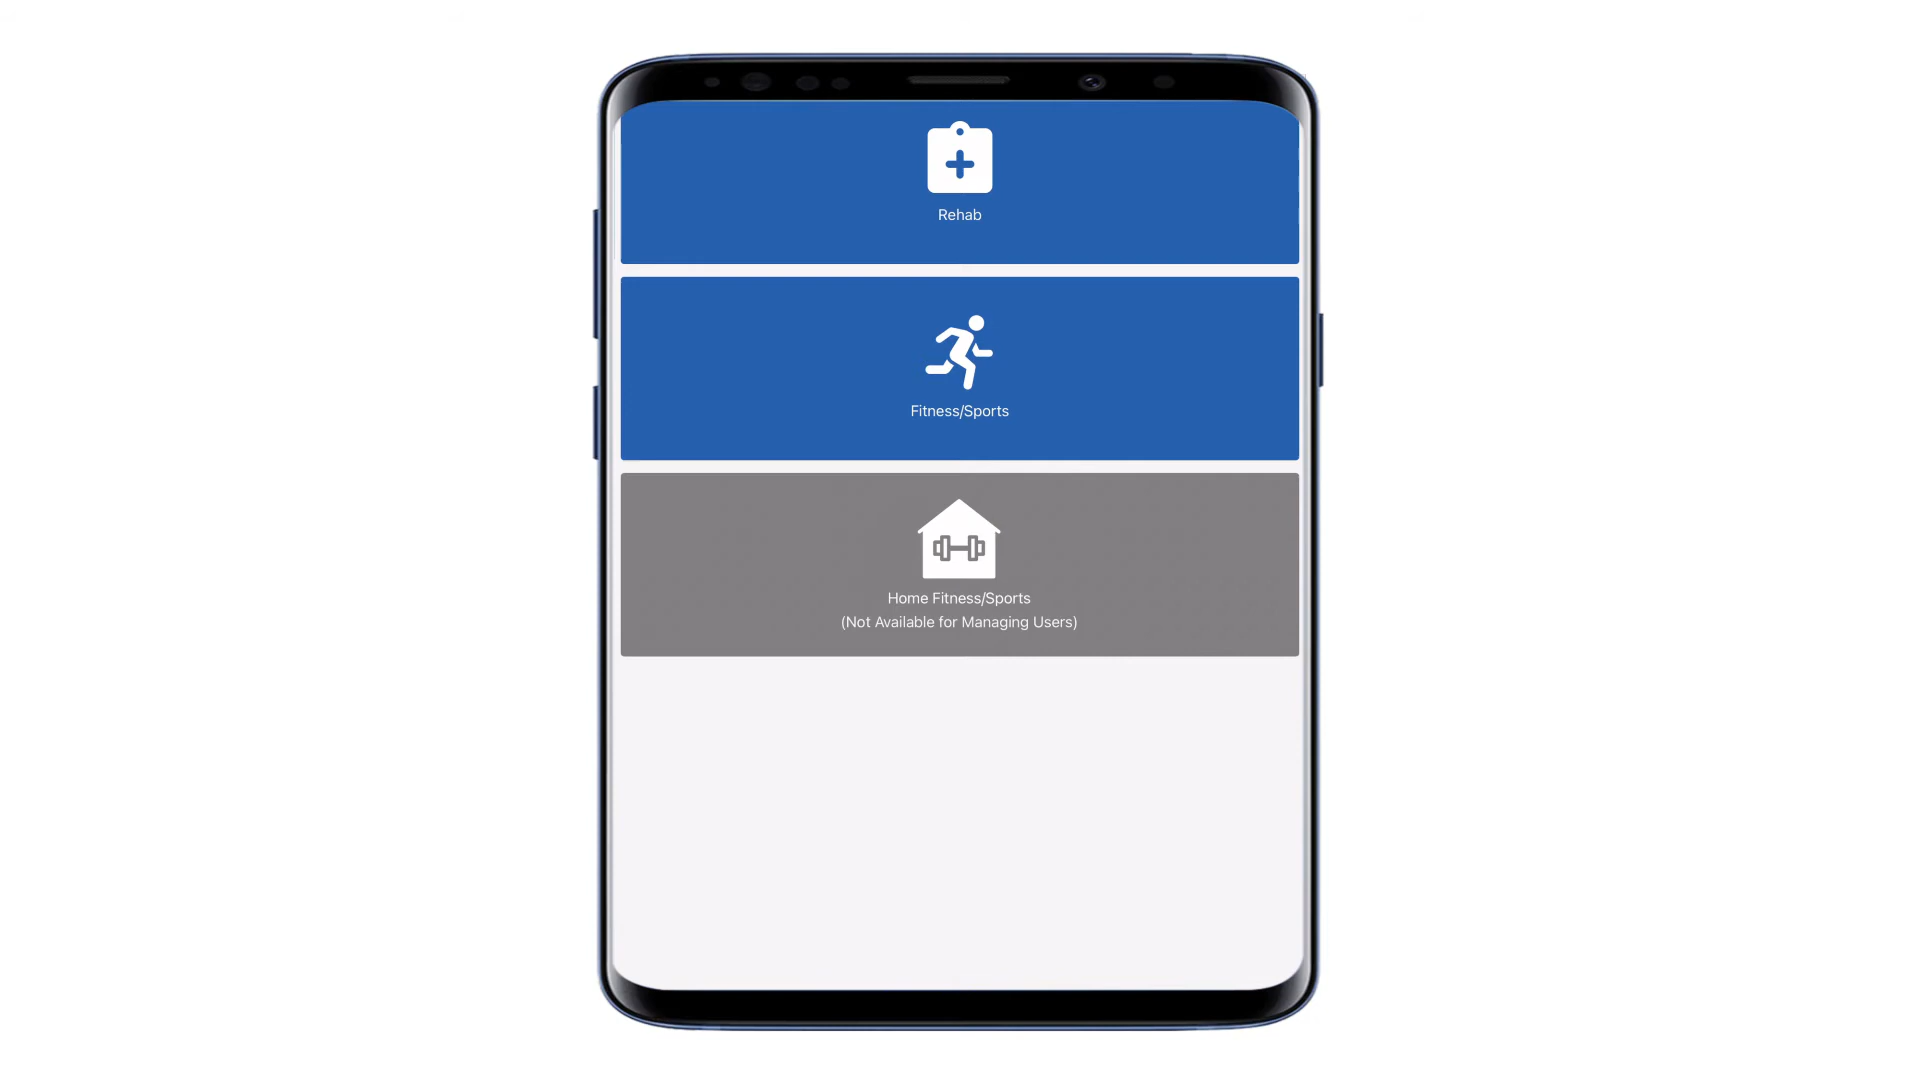 Rehab
Fitness/Sports
Home Fitness/Sports
(Not Available for Managing Users)